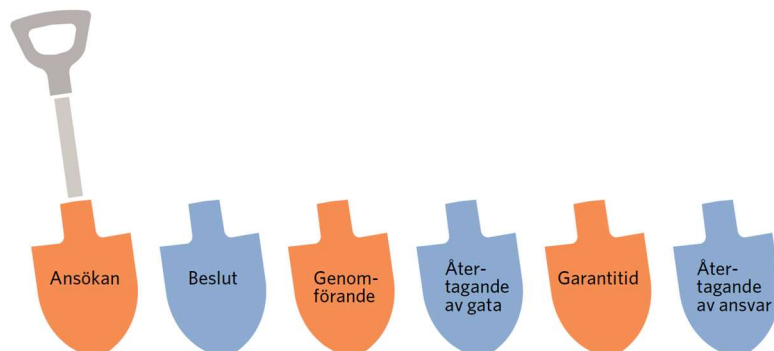 Ansökan
Beslut
Genom-
förande
Åter-
tagande
av gata
Garantitid
Åter-
tagande
av ansvar